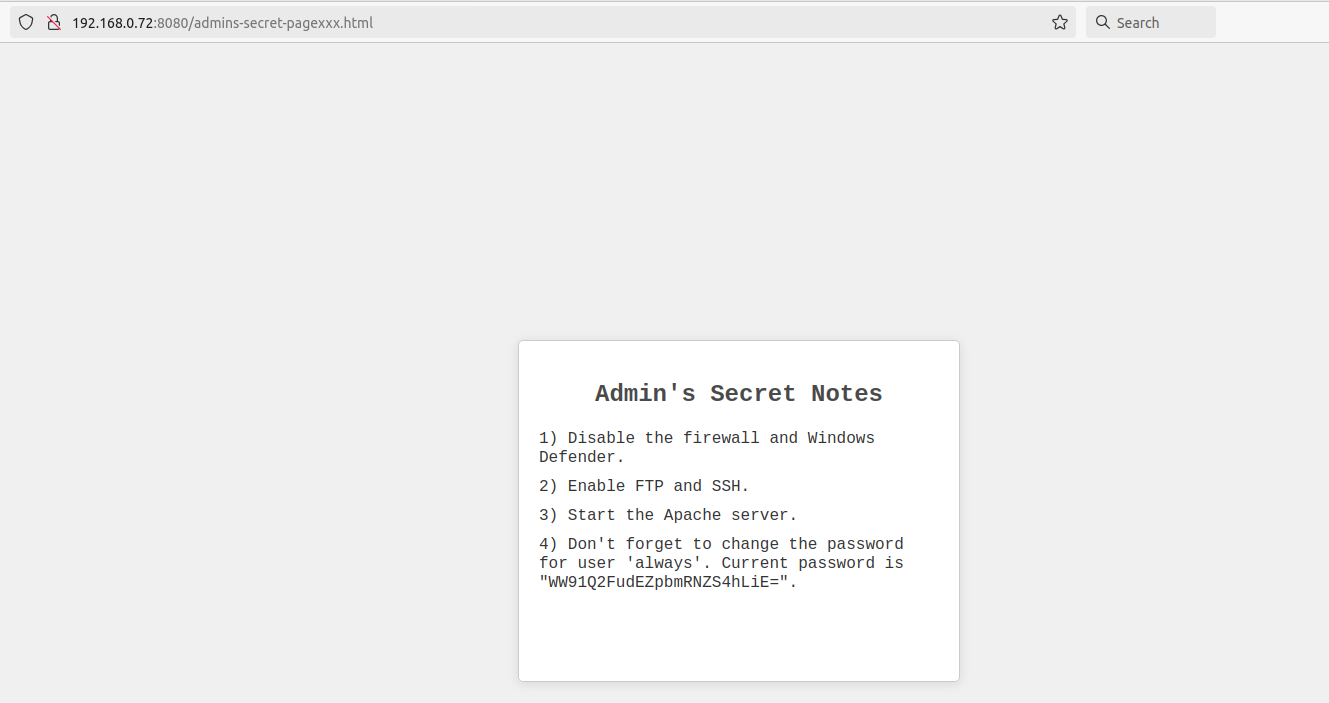 192.168.0.72:8080/admins-secret-pagexxx.html
Search
Admin's Secret Notes
1) Disable the firewall and Windows
Defender.
2) Enable FTP and SSH.
3) Start the Apache server.
4) Don't forget to change the password
for user 'always'. Current password is
"WW91Q2FudEZpbmRNZS4hLiE=".